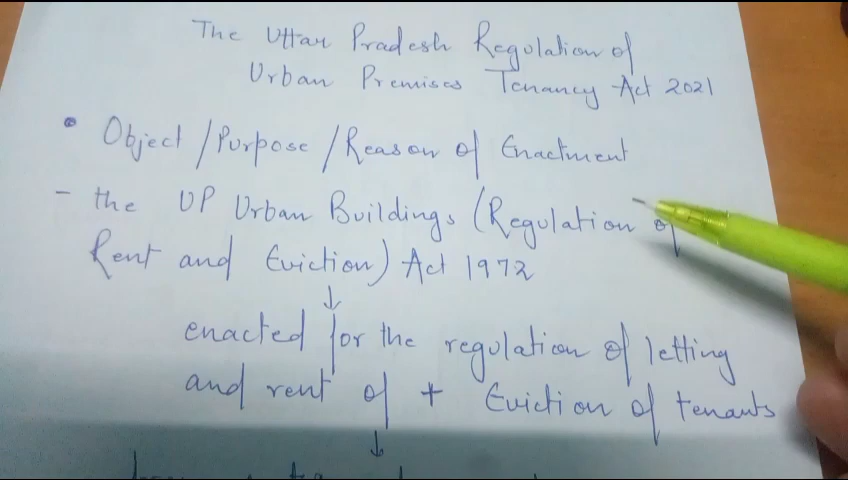 The Uttar Pradesh Regulation of
Urban Premises Tenancy Act 2021
• Object / Purpose / Reason of Enactment
- the UP Urban Buildings (Regulation of
Rent and Eviction) Act 1972
↓
enacted for the regulation of letting
and rent of + Eviction of tenants
↓